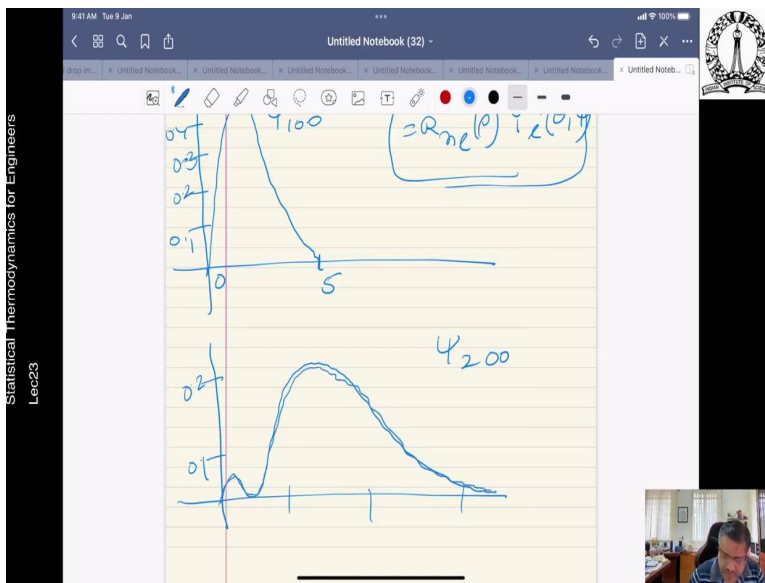 9:41 AM Tue 9 Jan
100%
Untitled Notebook (32)
drop im...
× Untitled Notebook...
× Untitled Notebook...
× Untitled Notebook...
× Untitled Notebook...
× Untitled Notebook...
× Untitled Notebook...
× Untitled Noteb...
Statistical Thermodynamics for Engineers
Lec23
0.4
0.3
0.2
0.1
0
5
Ψ100
= Rnl(ρ)
Ψ200
0.2
0.1